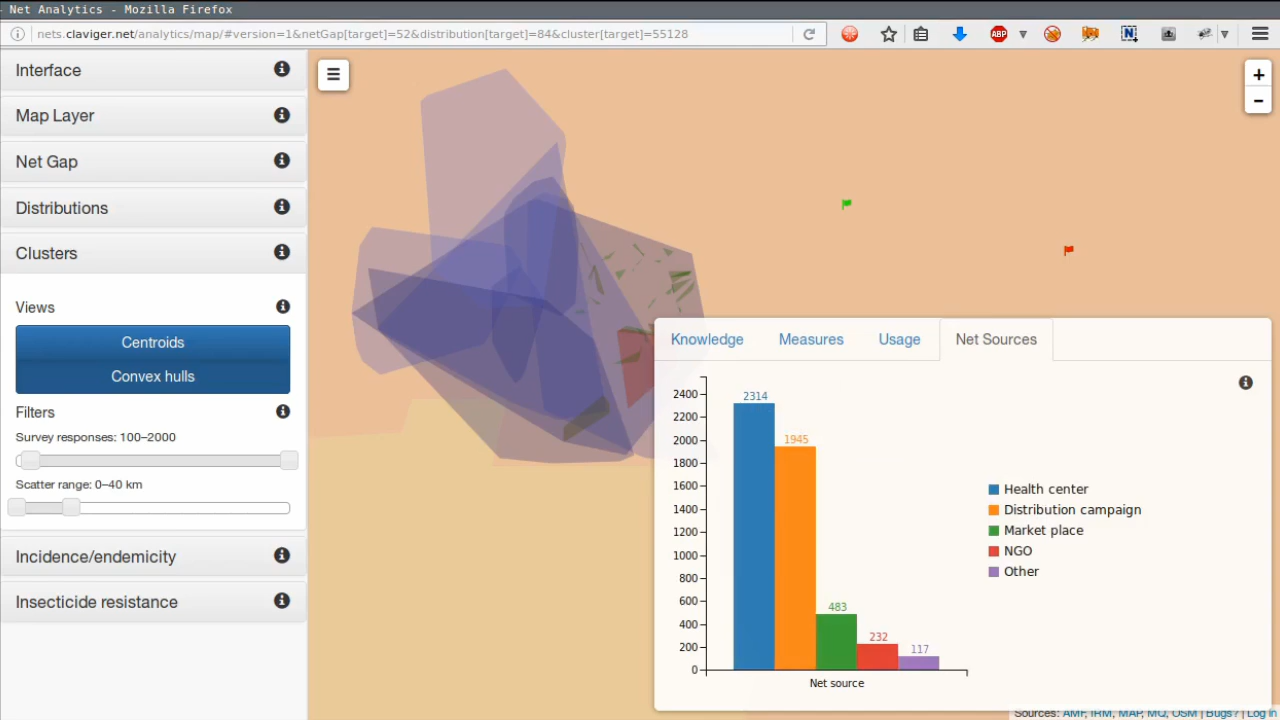 Net Analytics - Mozilla Firefox
nets.claviger.net/analytics/map/#version=1&netGap[target]=52&distribution[target]=84&cluster[target]=55128
ABP
N
Interface
Map Layer
Net Gap
Distributions
Clusters
Views
Centroids
Convex hulls
Filters
Survey responses: 100–2000
Scatter range: 0–40 km
Incidence/endemicity
Insecticide resistance
+
-
Knowledge
Measures
Usage
Net Sources
2400
2200
2000
1800
1600
1400
1200
1000
800
600
400
200
0
2314
1945
483
232
117
Net source
Health center
Distribution campaign
Market place
NGO
Other
Sources: AMF, IRM, MAP, MQ, OSM | Bugs? | Log in